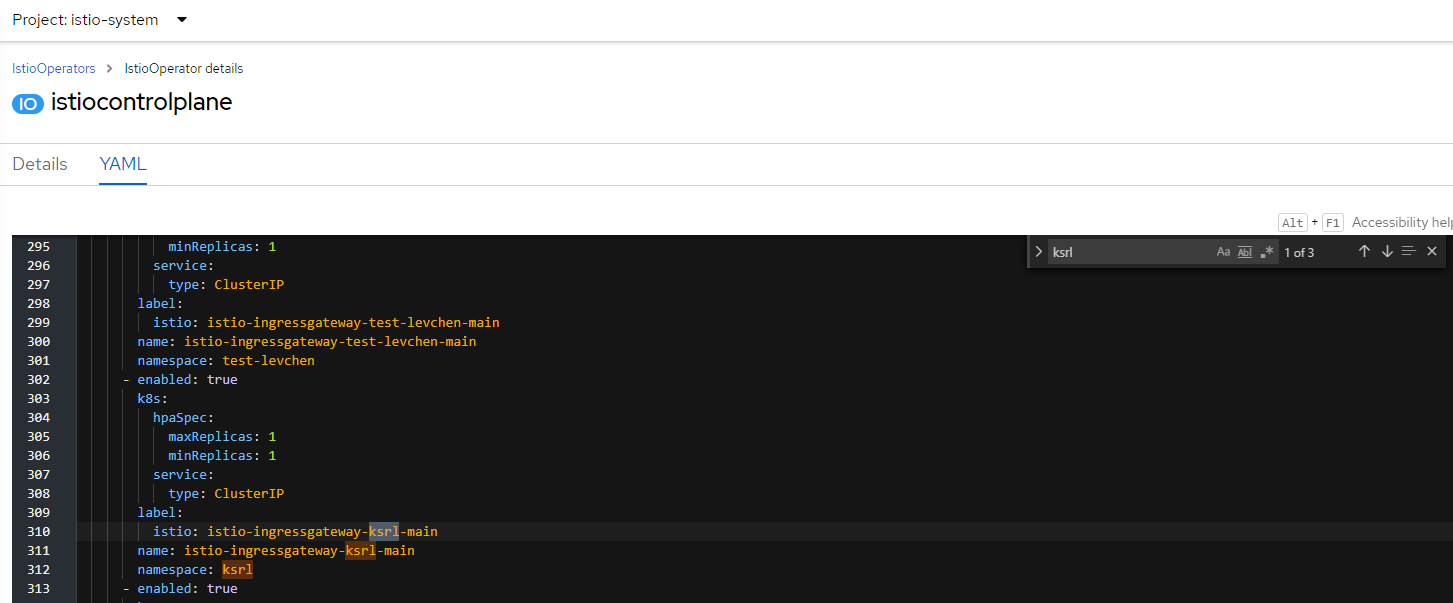 Project: istio-system
IstioOperators > IstioOperator details
IO istiocontrolplane
Details YAML
Alt + F1 Accessibility hel
ksrl Aa Abl .* 1 of 3
295 minReplicas: 1
296 service:
297 type: ClusterIP
298 label:
299 istio: istio-ingressgateway-test-levchen-main
300 name: istio-ingressgateway-test-levchen-main
301 namespace: test-levchen
302 - enabled: true
303 k8s:
304 hpaSpec:
305 maxReplicas: 1
306 minReplicas: 1
307 service:
308 type: ClusterIP
309 label:
310 istio: istio-ingressgateway-ksrl-main
311 name: istio-ingressgateway-ksrl-main
312 namespace: ksrl
313 - enabled: true